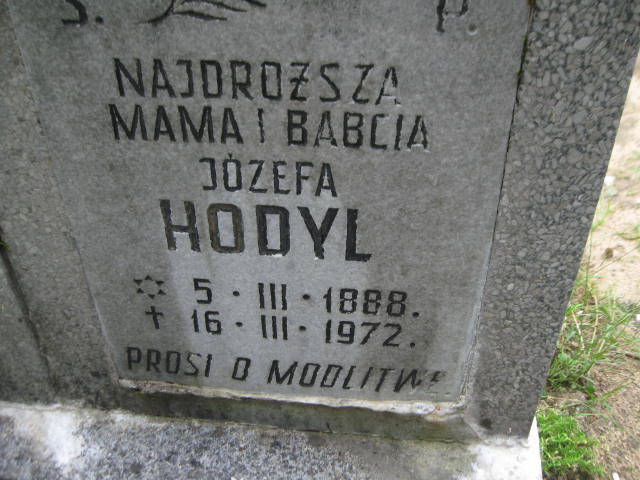 Ś. P.
NAJDROŻSZA
MAMA I BABCIA
JÓZEFA
HODYL
5 · III · 1888.
† 16 · III · 1972.
PROSI O MODLITWĘ